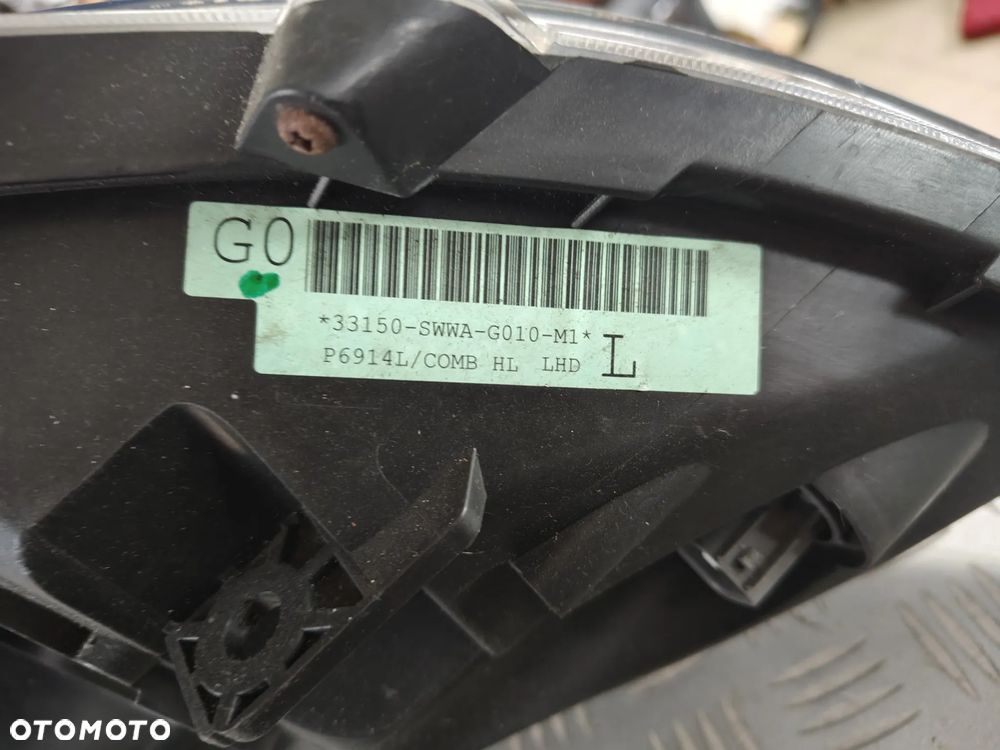 G0
*33150-SWWA-G010-M1*
P6914L/COMB HL LHD L
OTOMOTO